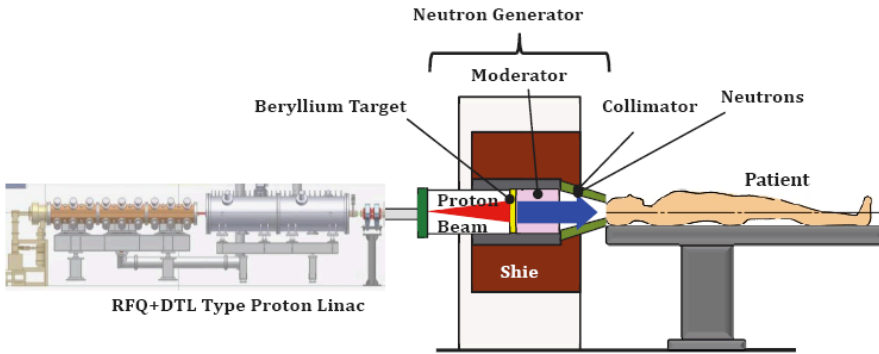 Neutron Generator
Moderator
Beryllium Target
Collimator
Neutrons
Patient
Proton
Beam
Shie
RFQ+DTL Type Proton Linac